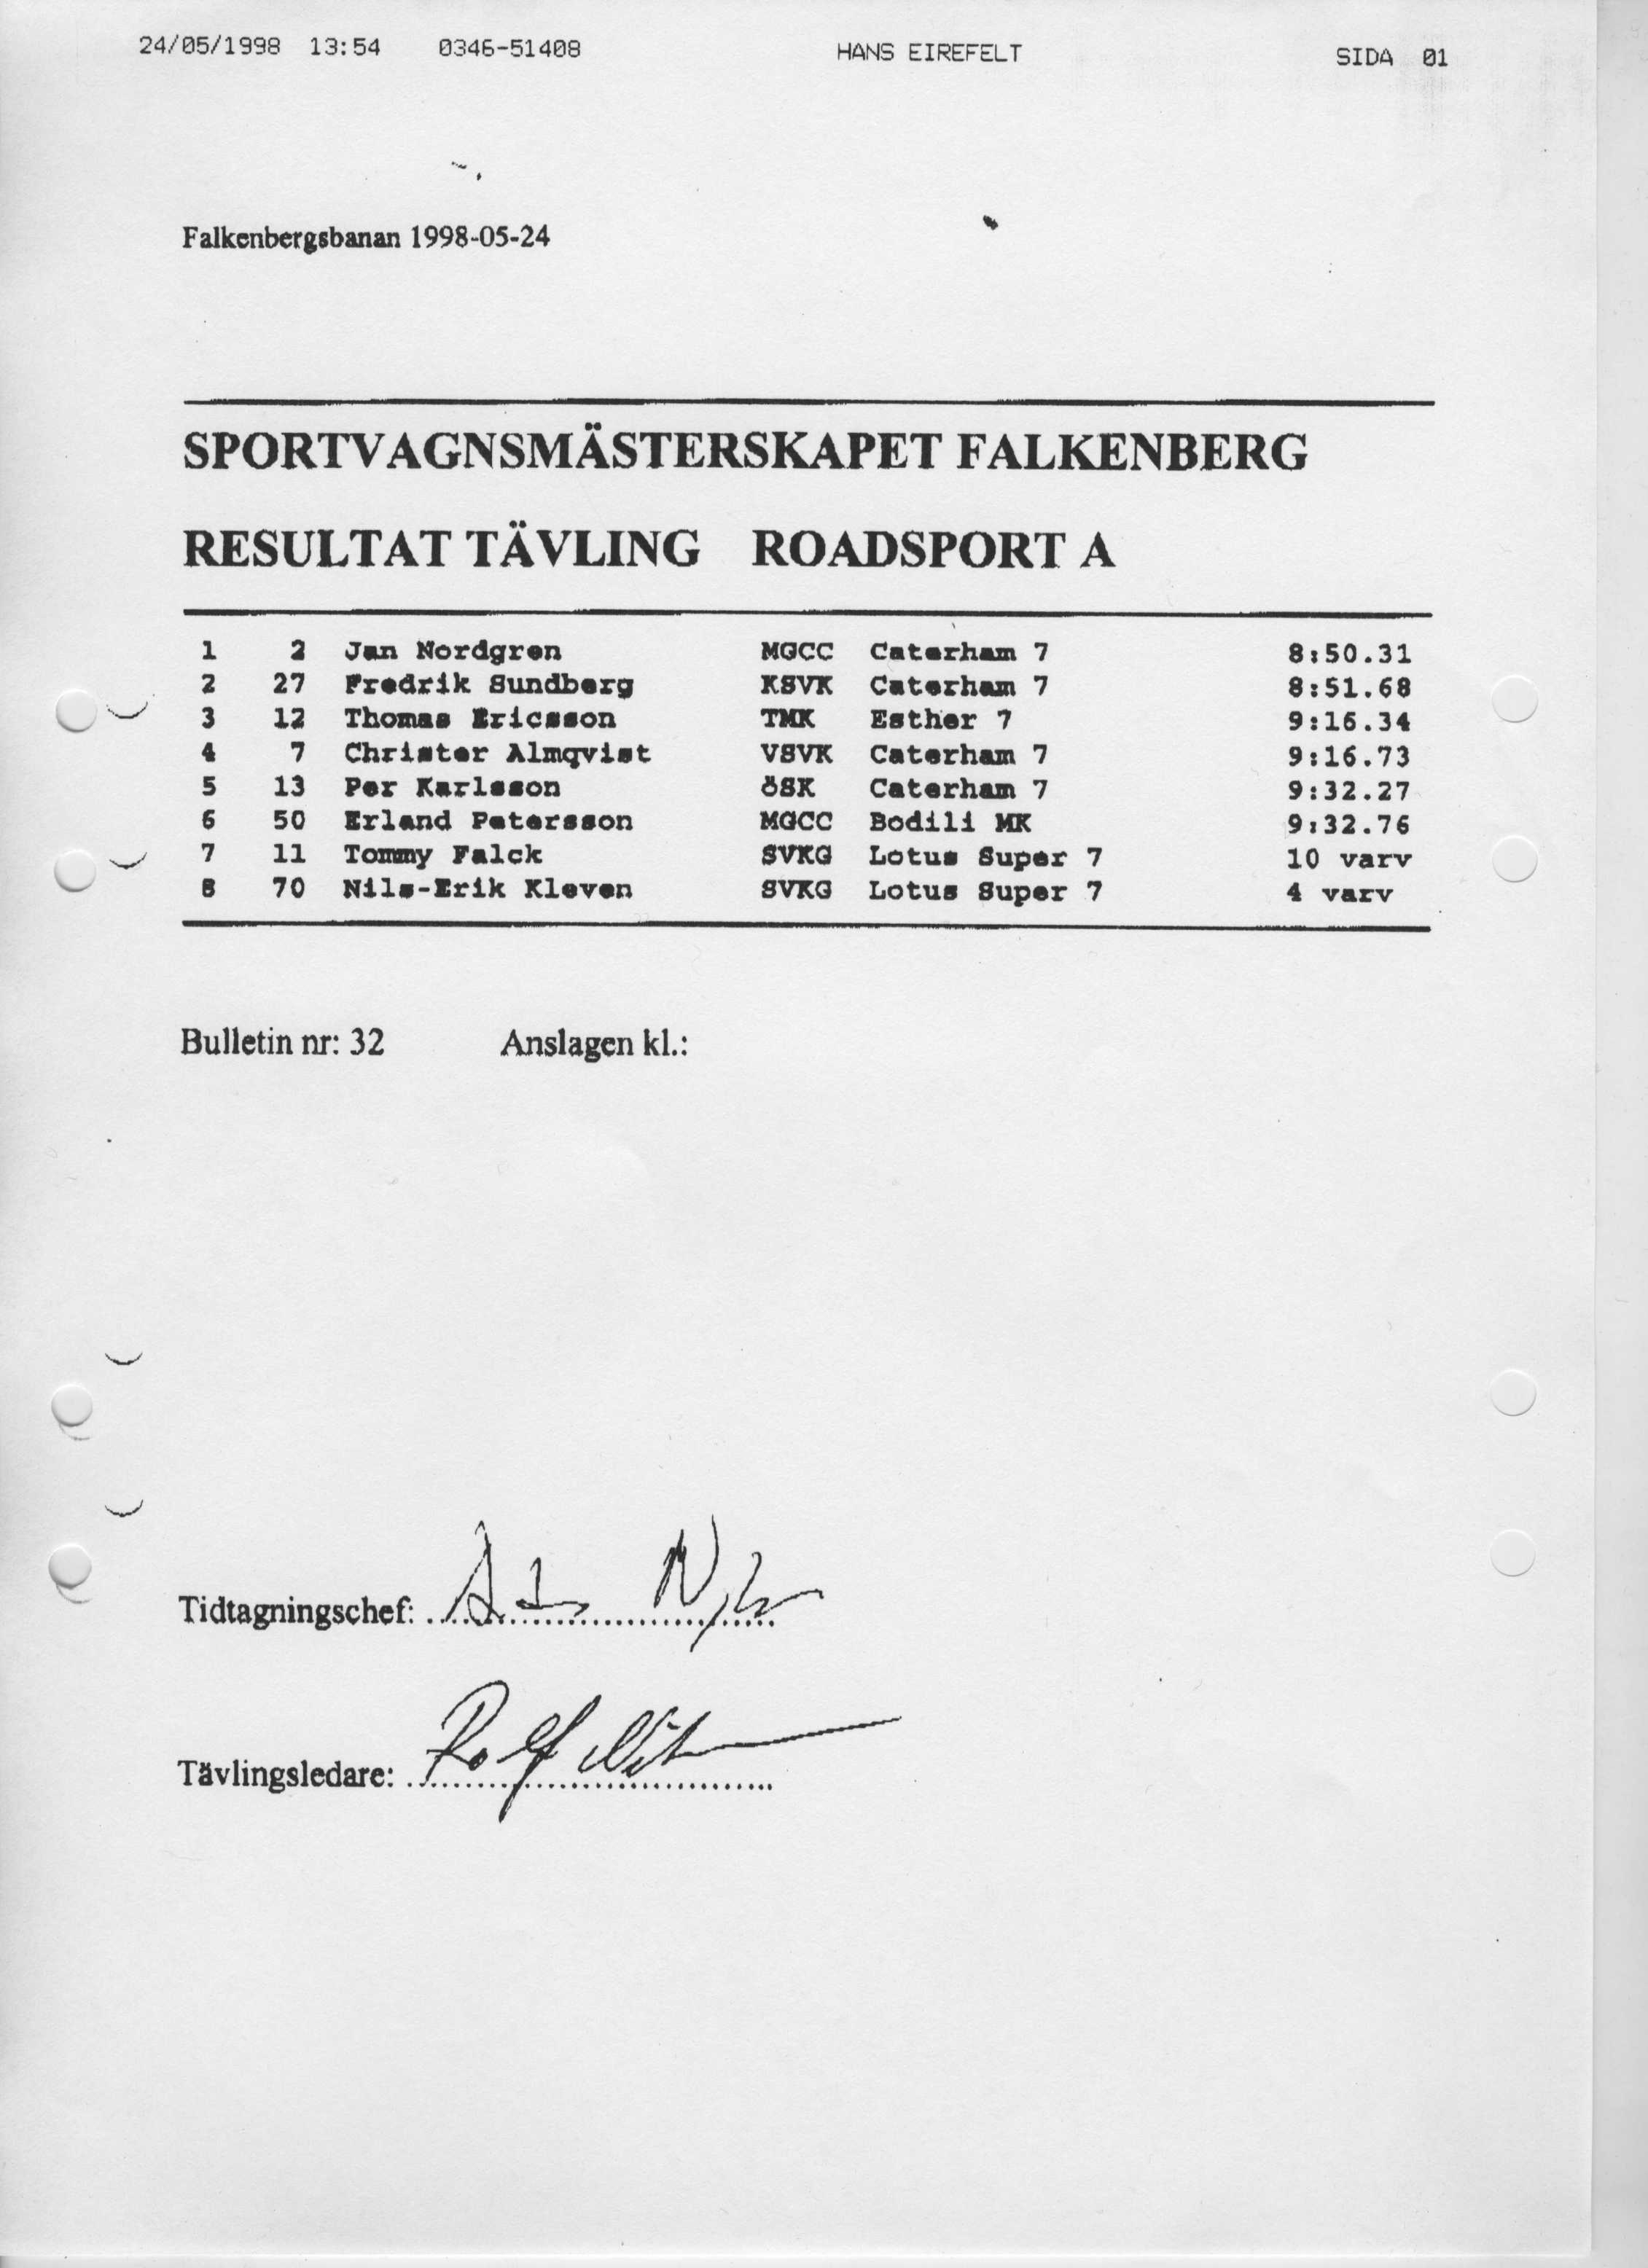 24/05/1998 13:54 0346-51408 HANS EIREFELT SIDA 01
Falkenbergsbanan 1998-05-24
SPORTVAGNSMÄSTERSKAPET FALKENBERG
RESULTAT TÄVLING ROADSPORT A
1 2 Jan Nordgren MGCC Caterham 7 8:50.31
2 27 Fredrik Sundberg KSVK Caterham 7 8:51.68
3 12 Thomas Ericsson TMK Esther 7 9:16.34
4 7 Christer Almqvist VSVK Caterham 7 9:16.73
5 13 Per Karlsson ÖSK Caterham 7 9:32.27
6 50 Erland Petersson MGCC Bodili MK 9:32.76
7 11 Tommy Falck SVKG Lotus Super 7 10 varv
8 70 Nils-Erik Kleven SVKG Lotus Super 7 4 varv
Bulletin nr: 32 Anslagen kl.:
Tidtagningschef:
Tävlingsledare: Rolf